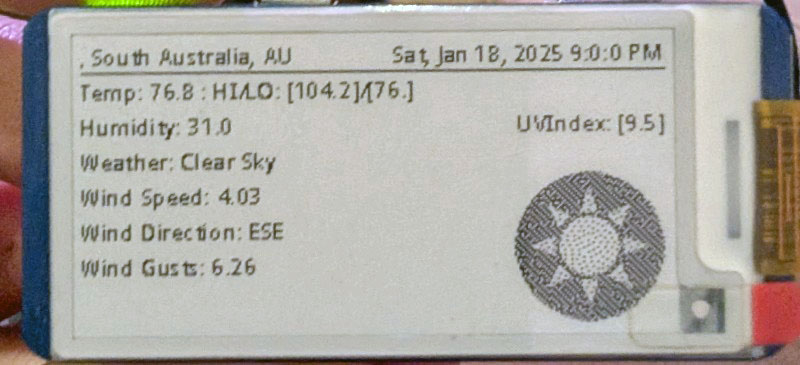 , South Australia, AU Sat, Jan 18, 2025 9:0:0 PM
Temp: 76.8 : HI/LO: [104.2]/[76.]
Humidity: 31.0 UVIndex: [9.5]
Weather: Clear Sky
Wind Speed: 4.03
Wind Direction: ESE
Wind Gusts: 6.26